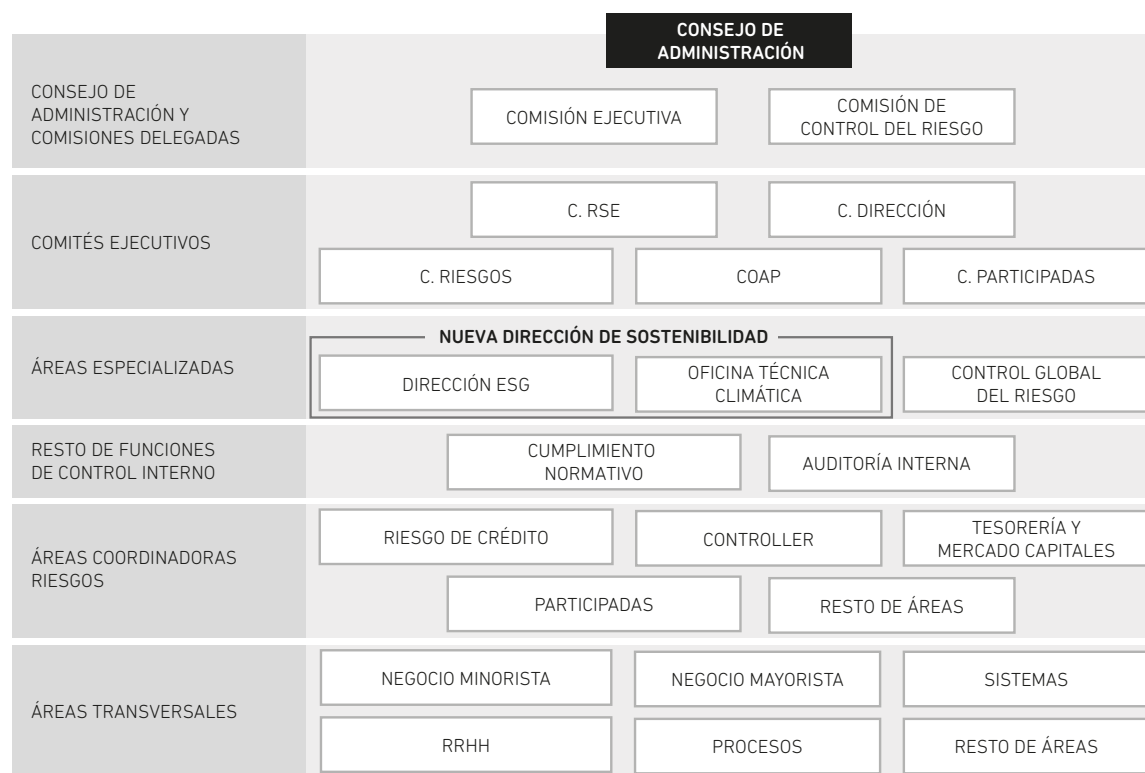 CONSEJO DE
ADMINISTRACIÓN
CONSEJO DE
ADMINISTRACIÓN Y
COMISIONES DELEGADAS
COMISIÓN EJECUTIVA
COMISIÓN DE
CONTROL DEL RIESGO
COMITÉS EJECUTIVOS
C. RSE
C. DIRECCIÓN
C. RIESGOS
COAP
C. PARTICIPADAS
ÁREAS ESPECIALIZADAS
NUEVA DIRECCIÓN DE SOSTENIBILIDAD
DIRECCIÓN ESG
OFICINA TÉCNICA
CLIMÁTICA
CONTROL GLOBAL
DEL RIESGO
RESTO DE FUNCIONES
DE CONTROL INTERNO
CUMPLIMIENTO
NORMATIVO
AUDITORÍA INTERNA
ÁREAS COORDINADORAS
RIESGOS
RIESGO DE CRÉDITO
CONTROLLER
TESORERÍA Y
MERCADO CAPITALES
PARTICIPADAS
RESTO DE ÁREAS
ÁREAS TRANSVERSALES
NEGOCIO MINORISTA
NEGOCIO MAYORISTA
SISTEMAS
RRHH
PROCESOS
RESTO DE ÁREAS